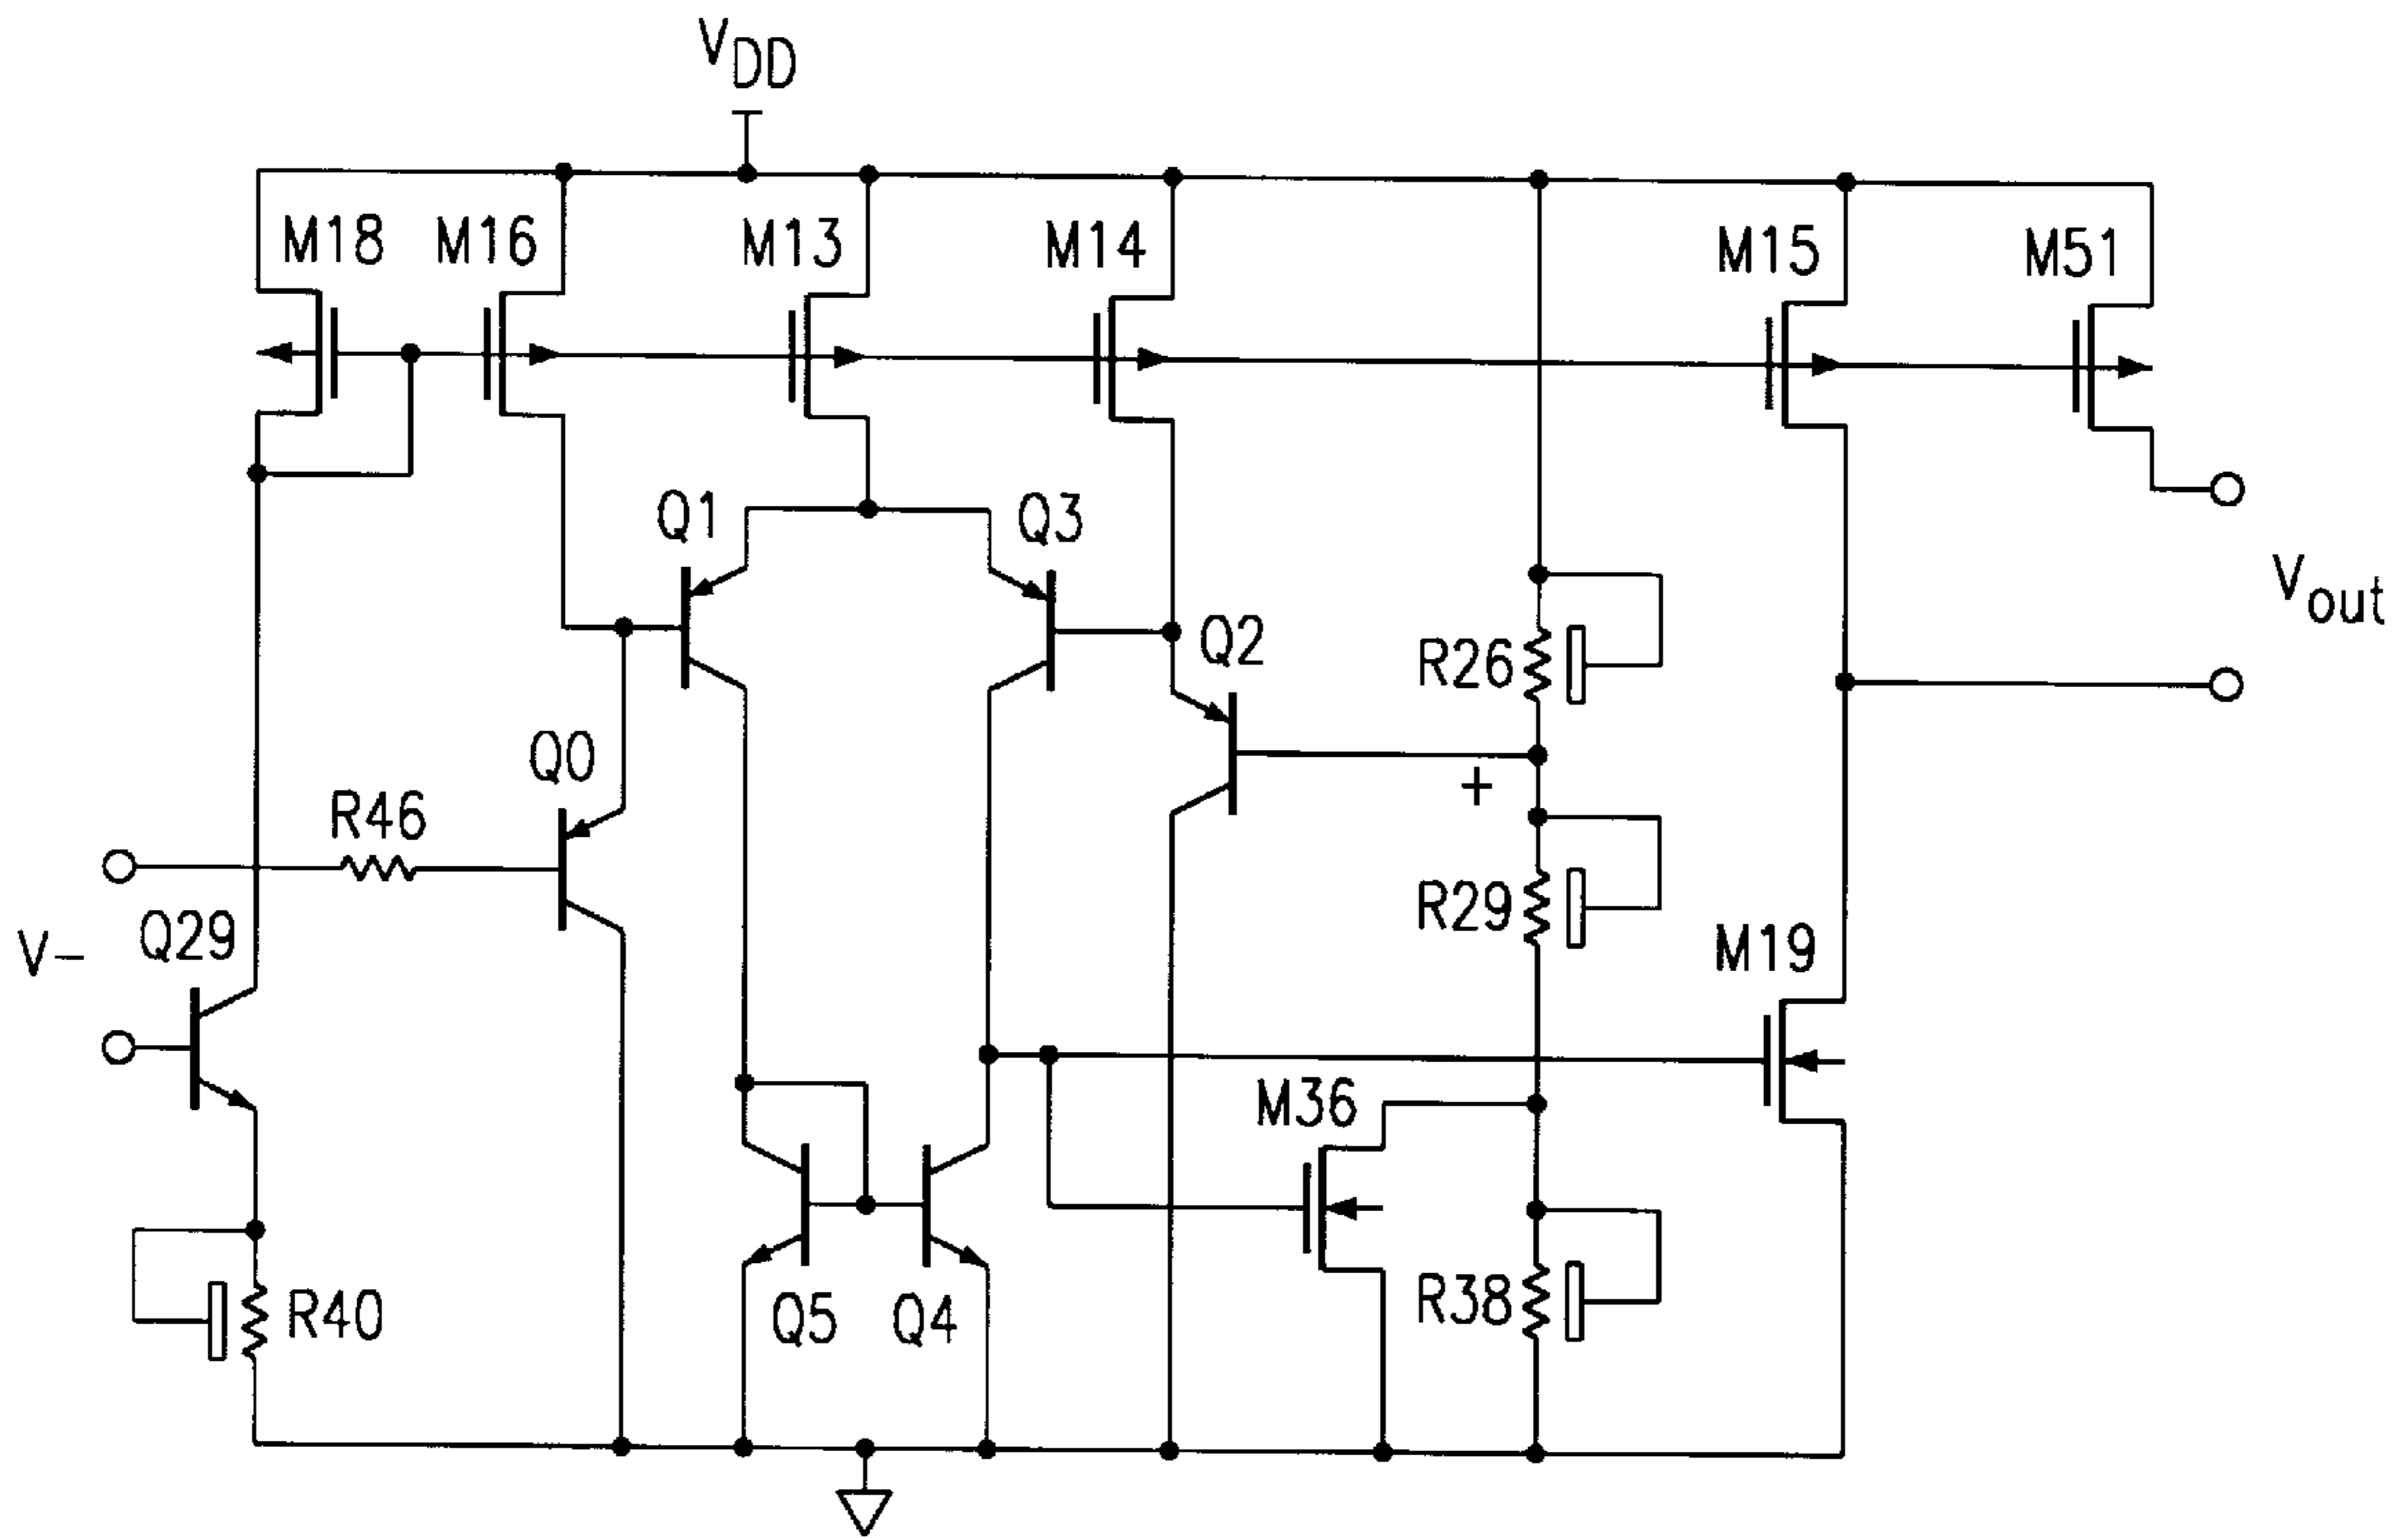 VDD
M18 M16 M13 M14 M15 M51
Q1 Q3
Vout
Q2
R26
Q0
+
R46
R29
Q29
V-
M19
M36
R40 Q5 Q4 R38